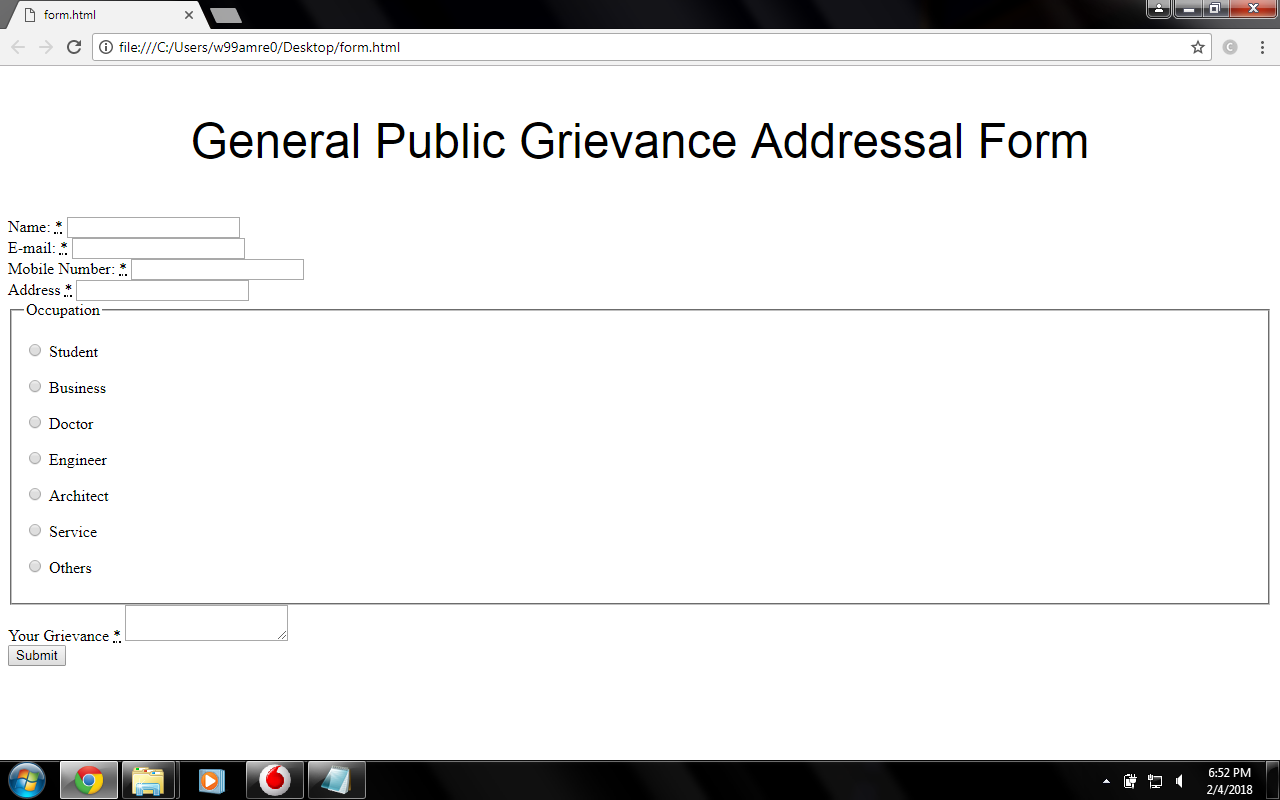 form.html
file:///C:/Users/w99amre0/Desktop/form.html
C
General Public Grievance Addressal Form
Name: *
E-mail: *
Mobile Number: *
Address *
Occupation
Student
Business
Doctor
Engineer
Architect
Service
Others
Your Grievance *
Submit
6:52 PM
2/4/2018